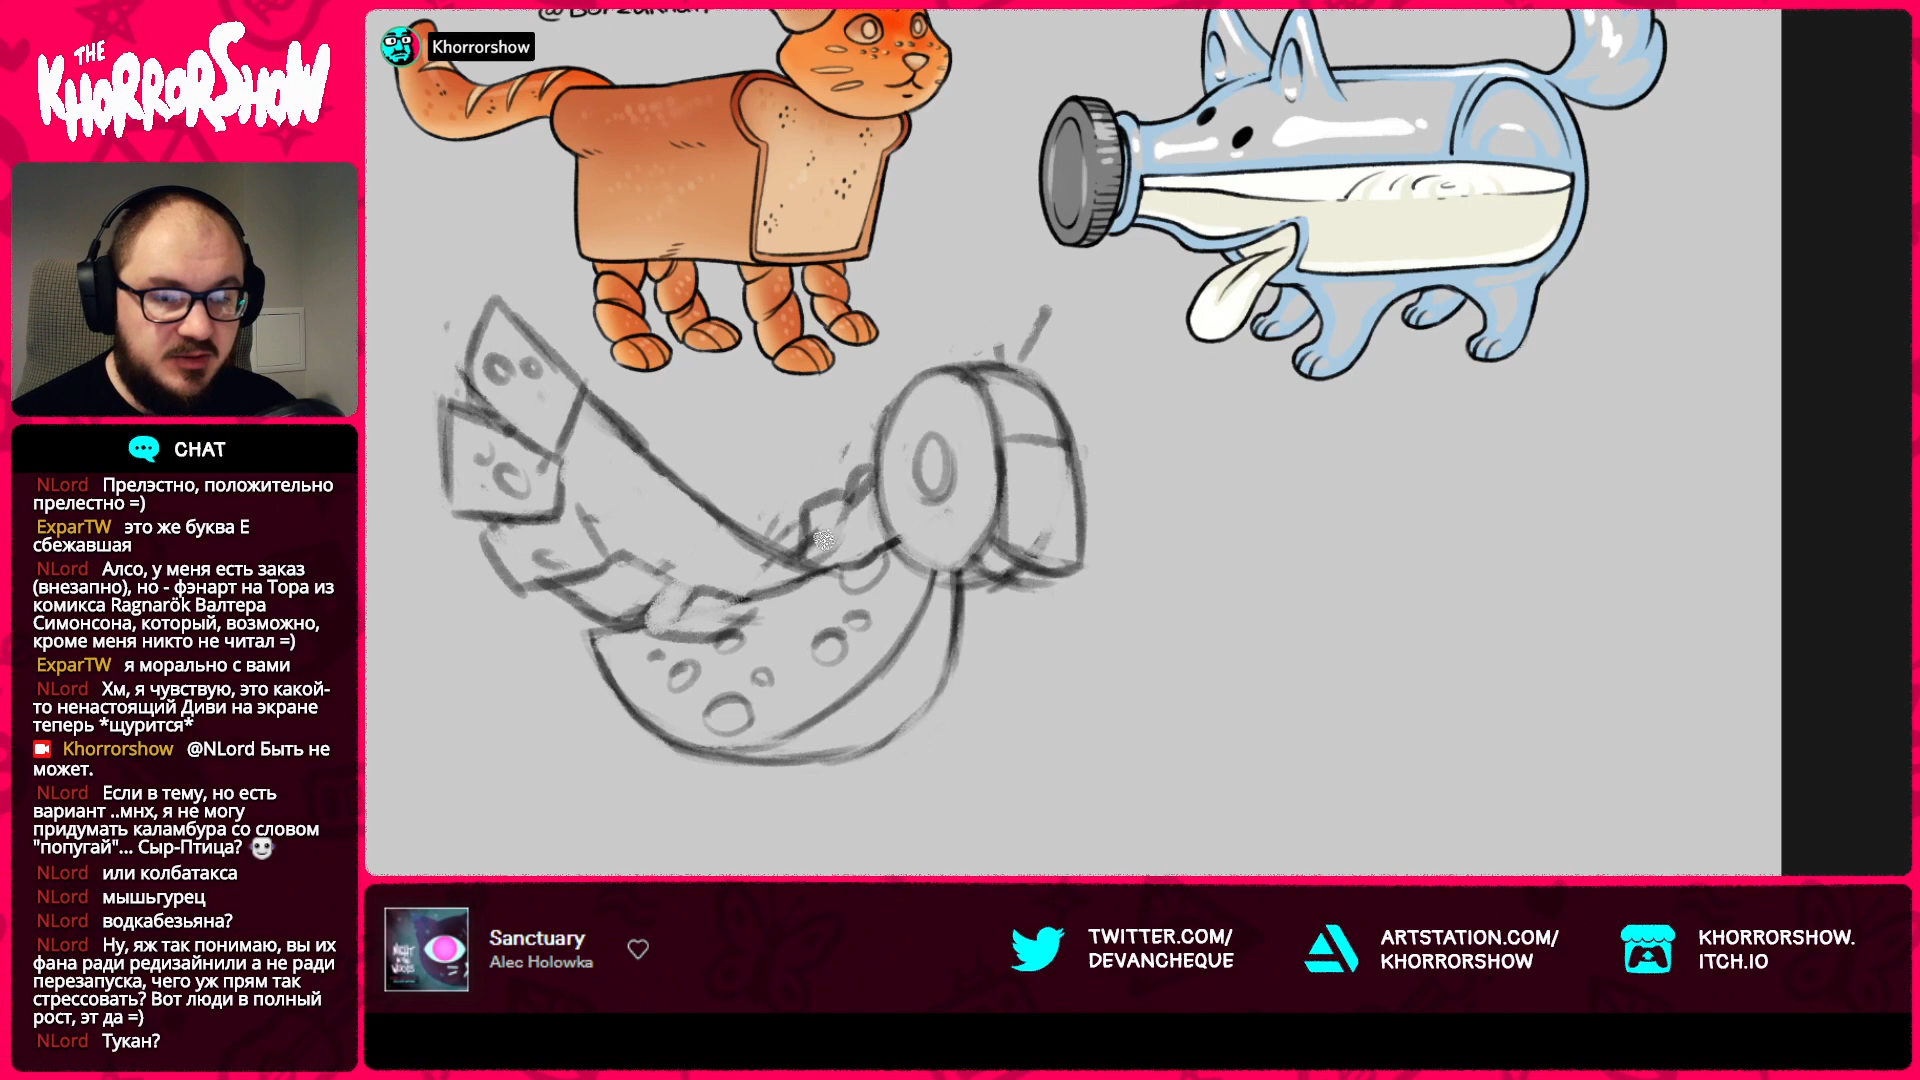 THE
KHORRORSHOW
Khorrorshow
CHAT
NLord Прелэстно, положительно
прелестно =)
ExparTW это же буква Е
сбежавшая
NLord Алсо, у меня есть заказ
(внезапно), но - фэнарт на Тора из
комикса Ragnarök Валтера
Симонсона, который, возможно,
кроме меня никто не читал =)
ExparTW я морально с вами
NLord Хм, я чувствую, это какой-
то ненастоящий Диви на экране
теперь *щурится*
Khorrorshow @NLord Быть не
может.
NLord Если в тему, но есть
вариант ..мнх, я не могу
придумать каламбура со словом
"попугай"... Сыр-Птица?
NLord или колбатакса
NLord мышьгурец
NLord водкабезьяна?
NLord Ну, яж так понимаю, вы их
фана ради редизайнили а не ради
перезапуска, чего уж прям так
стрессовать? Вот люди в полный
рост, эт да =)
NLord Тукан?
NIGHT
IN THE
WOODS
Sanctuary
Alec Holowka
TWITTER.COM/
DEVANCHEQUE
ARTSTATION.COM/
KHORRORSHOW
KHORRORSHOW.
ITCH.IO